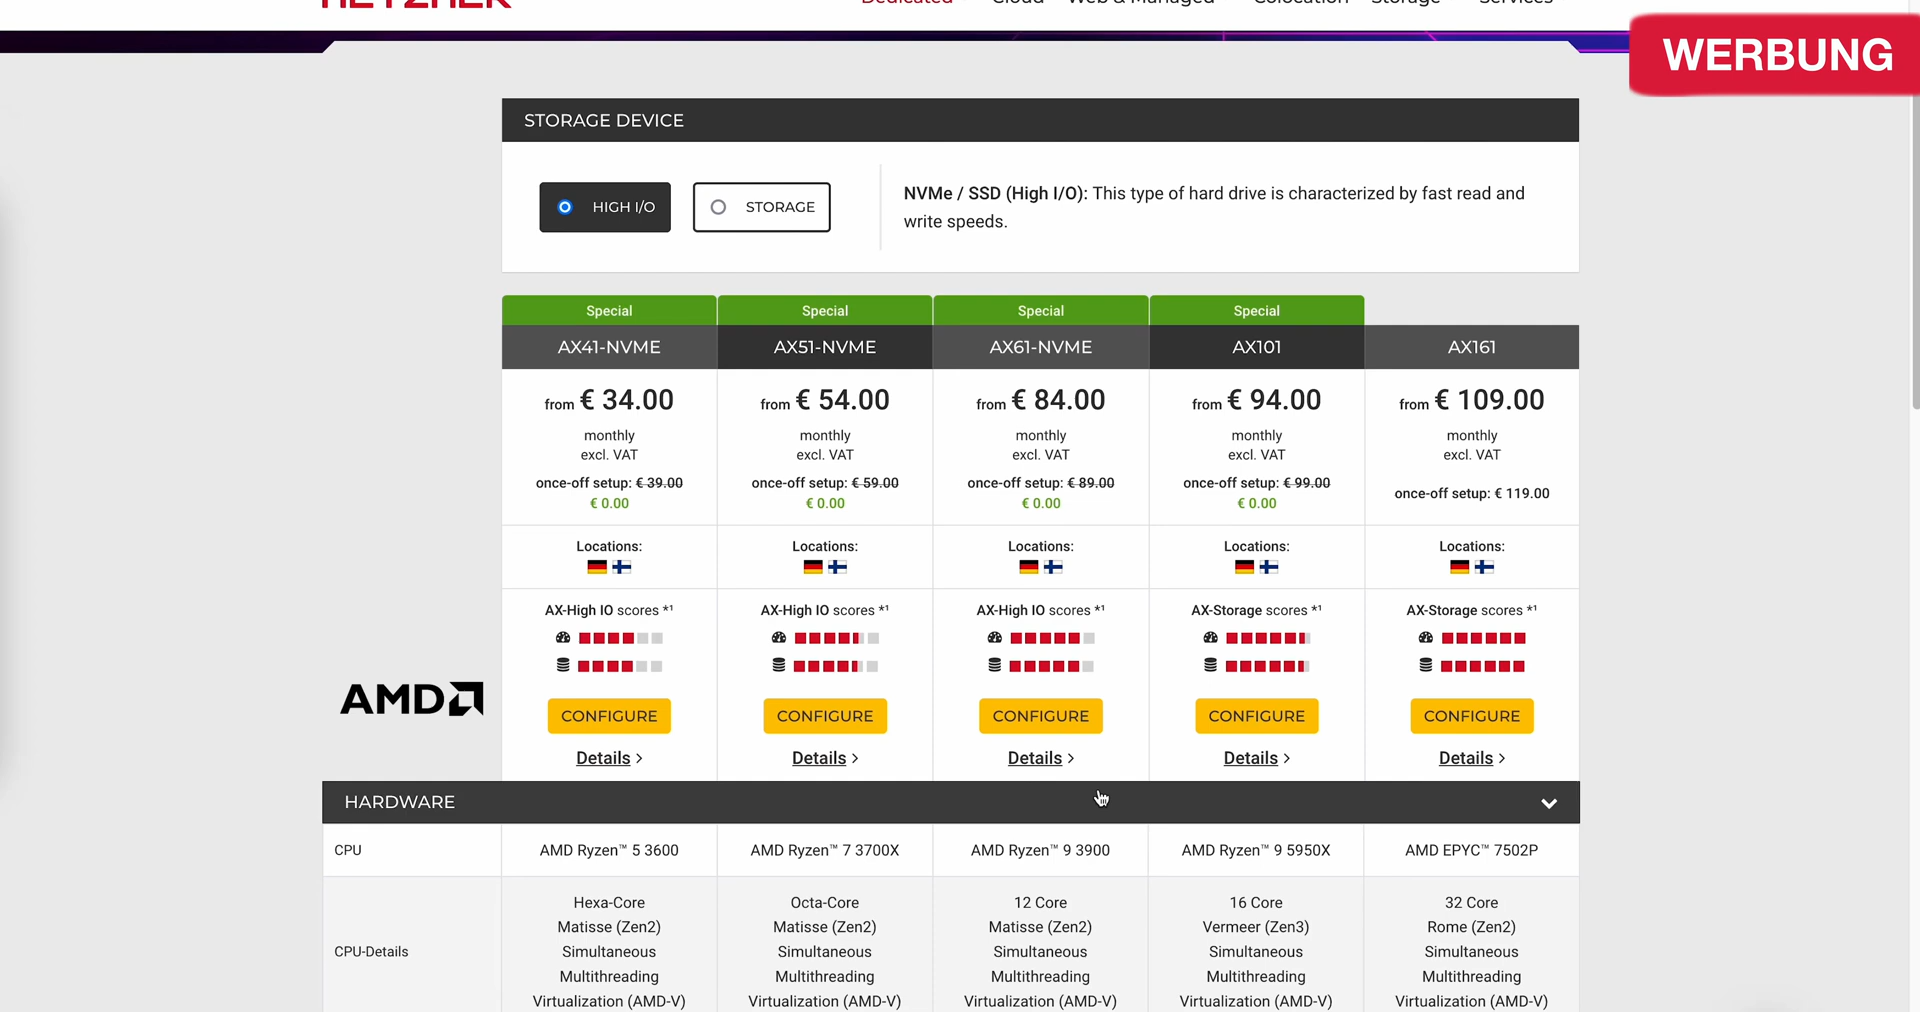 HETZNER
Dedicated Cloud Web & Managed Colocation Storage Services
WERBUNG
STORAGE DEVICE
HIGH I/O STORAGE
NVMe / SSD (High I/O): This type of hard drive is characterized by fast read and
write speeds.
Special Special Special Special
AX41-NVME AX51-NVME AX61-NVME AX101 AX161
from € 34.00 from € 54.00 from € 84.00 from € 94.00 from € 109.00
monthly monthly monthly monthly monthly
excl. VAT excl. VAT excl. VAT excl. VAT excl. VAT
once-off setup: € 39.00 once-off setup: € 59.00 once-off setup: € 89.00 once-off setup: € 99.00 once-off setup: € 119.00
€ 0.00 € 0.00 € 0.00 € 0.00
Locations: Locations: Locations: Locations: Locations:
AX-High IO scores *¹ AX-High IO scores *¹ AX-High IO scores *¹ AX-Storage scores *¹ AX-Storage scores *¹
AMD
CONFIGURE CONFIGURE CONFIGURE CONFIGURE CONFIGURE
Details > Details > Details > Details > Details >
HARDWARE
CPU AMD Ryzen™ 5 3600 AMD Ryzen™ 7 3700X AMD Ryzen™ 9 3900 AMD Ryzen™ 9 5950X AMD EPYC™ 7502P
Hexa-Core Octa-Core 12 Core 16 Core 32 Core
Matisse (Zen2) Matisse (Zen2) Matisse (Zen2) Vermeer (Zen3) Rome (Zen2)
CPU-Details Simultaneous Simultaneous Simultaneous Simultaneous Simultaneous
Multithreading Multithreading Multithreading Multithreading Multithreading
Virtualization (AMD-V) Virtualization (AMD-V) Virtualization (AMD-V) Virtualization (AMD-V) Virtualization (AMD-V)